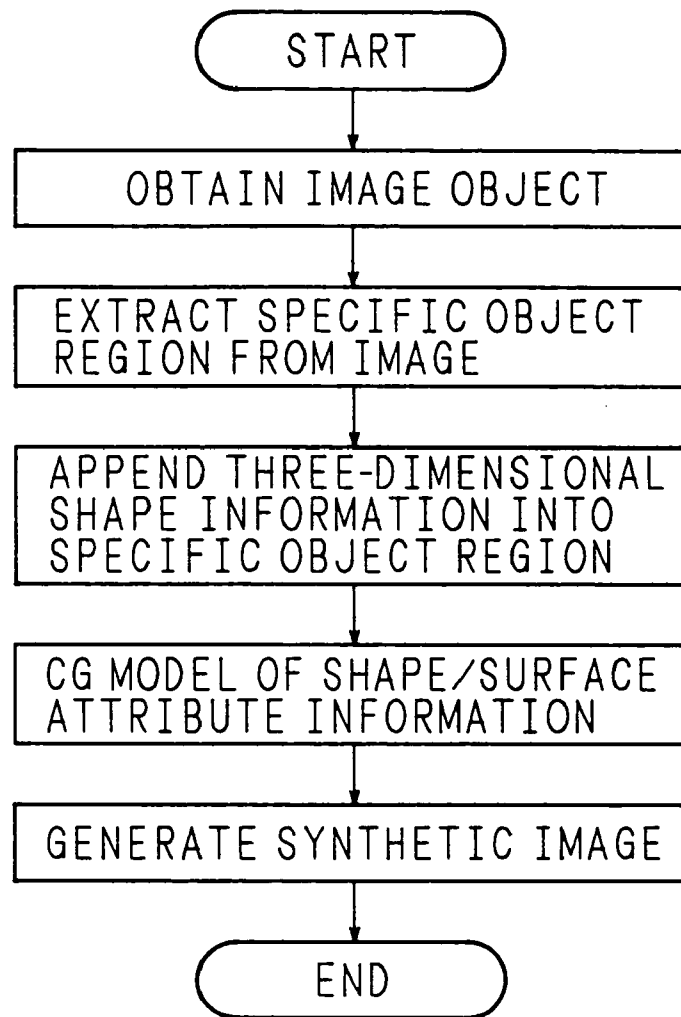 START
OBTAIN IMAGE OBJECT
EXTRACT SPECIFIC OBJECT
REGION FROM IMAGE
APPEND THREE-DIMENSIONAL
SHAPE INFORMATION INTO
SPECIFIC OBJECT REGION
CG MODEL OF SHAPE/SURFACE
ATTRIBUTE INFORMATION
GENERATE SYNTHETIC IMAGE
END